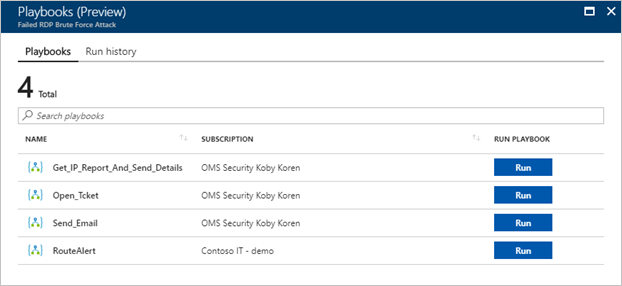 Playbooks (Preview)
Failed RDP Brute Force Attack
Playbooks Run history
4 Total
Search playbooks
NAME SUBSCRIPTION RUN PLAYBOOK
Get_IP_Report_And_Send_Details OMS Security Koby Koren Run
Open_Tcket OMS Security Koby Koren Run
Send_Email OMS Security Koby Koren Run
RouteAlert Contoso IT - demo Run